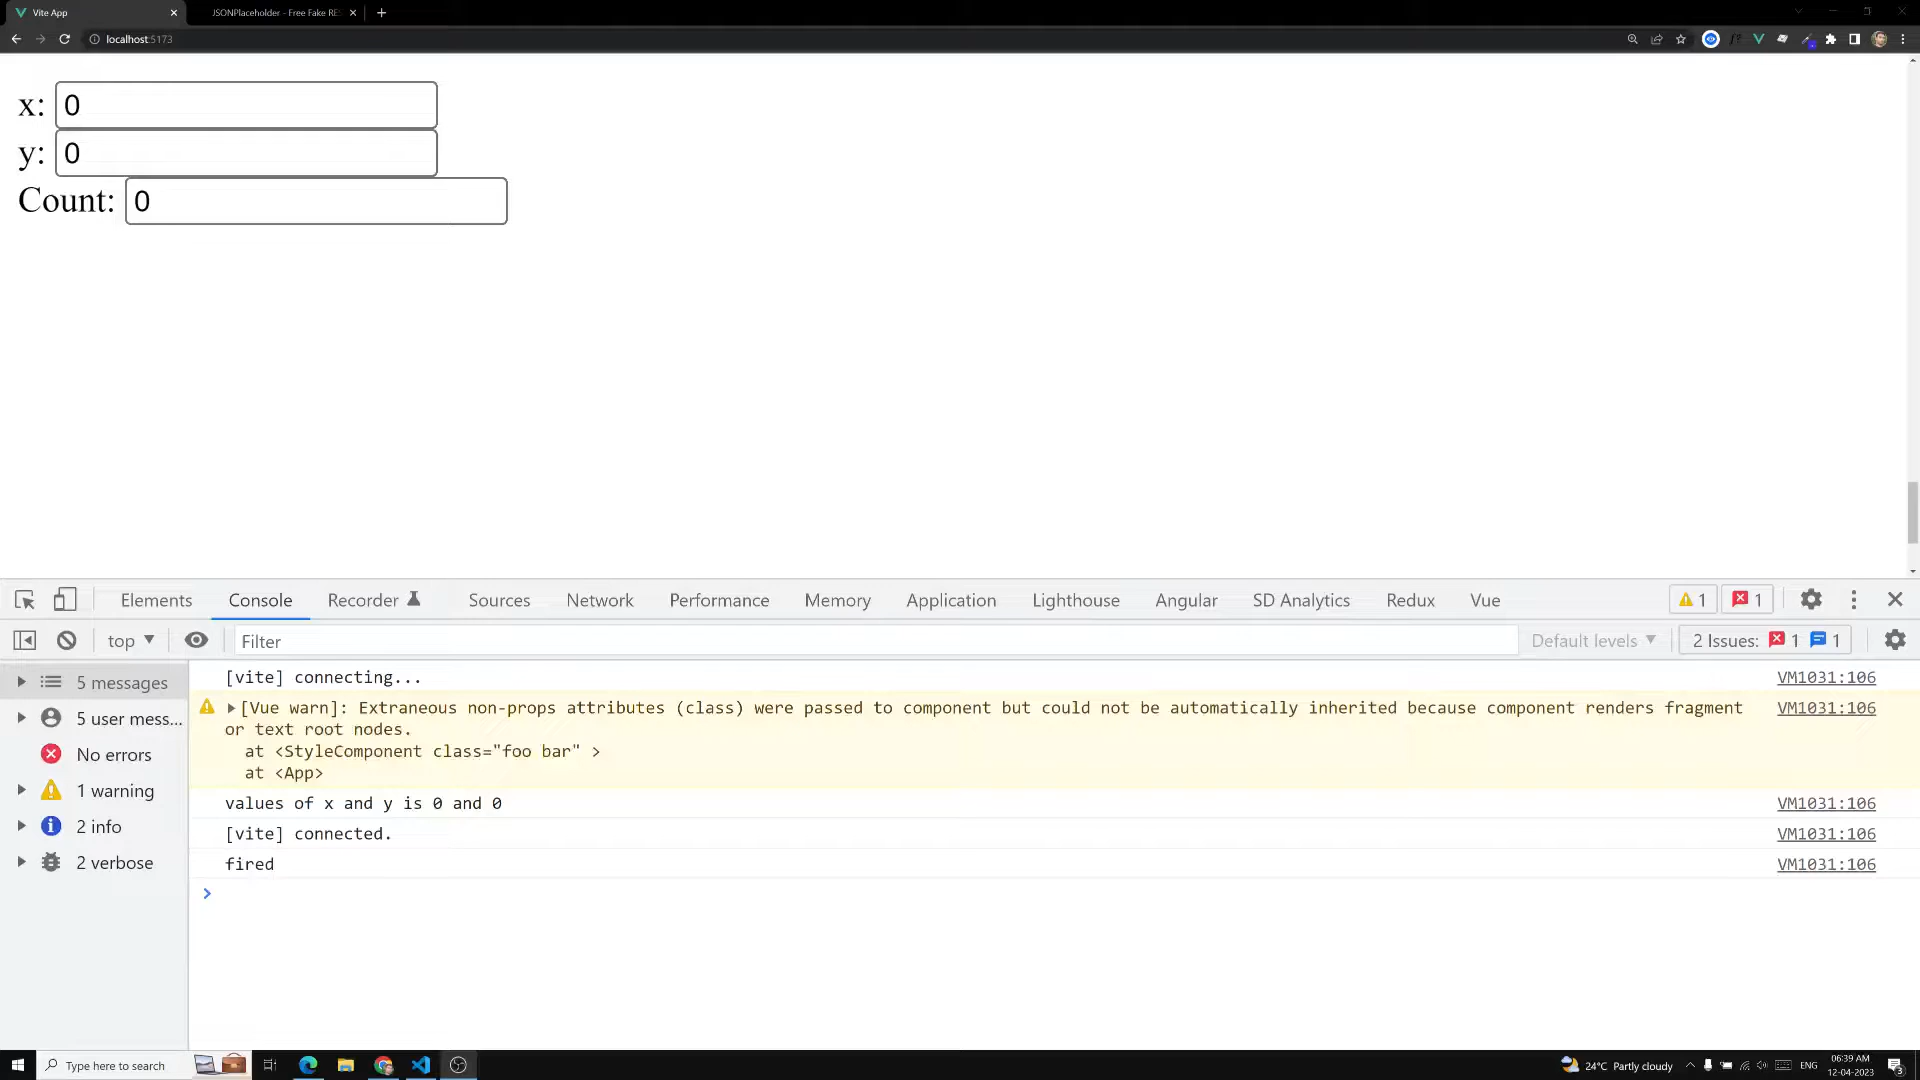 Vite App
JSONPlaceholder - Free Fake RE
localhost:5173
x: 0
y: 0
Count: 0
Elements Console Recorder Sources Network Performance Memory Application Lighthouse Angular SD Analytics Redux Vue 1 1
top Filter Default levels 2 Issues: 1 1
5 messages
5 user mess...
No errors
1 warning
2 info
2 verbose
[vite] connecting... VM1031:106
[Vue warn]: Extraneous non-props attributes (class) were passed to component but could not be automatically inherited because component renders fragment VM1031:106
or text root nodes.
at <StyleComponent class="foo bar" >
at <App>
values of x and y is 0 and 0 VM1031:106
[vite] connected. VM1031:106
fired VM1031:106
Type here to search
24°C Partly cloudy ENG 06:39 AM
12-04-2023 3